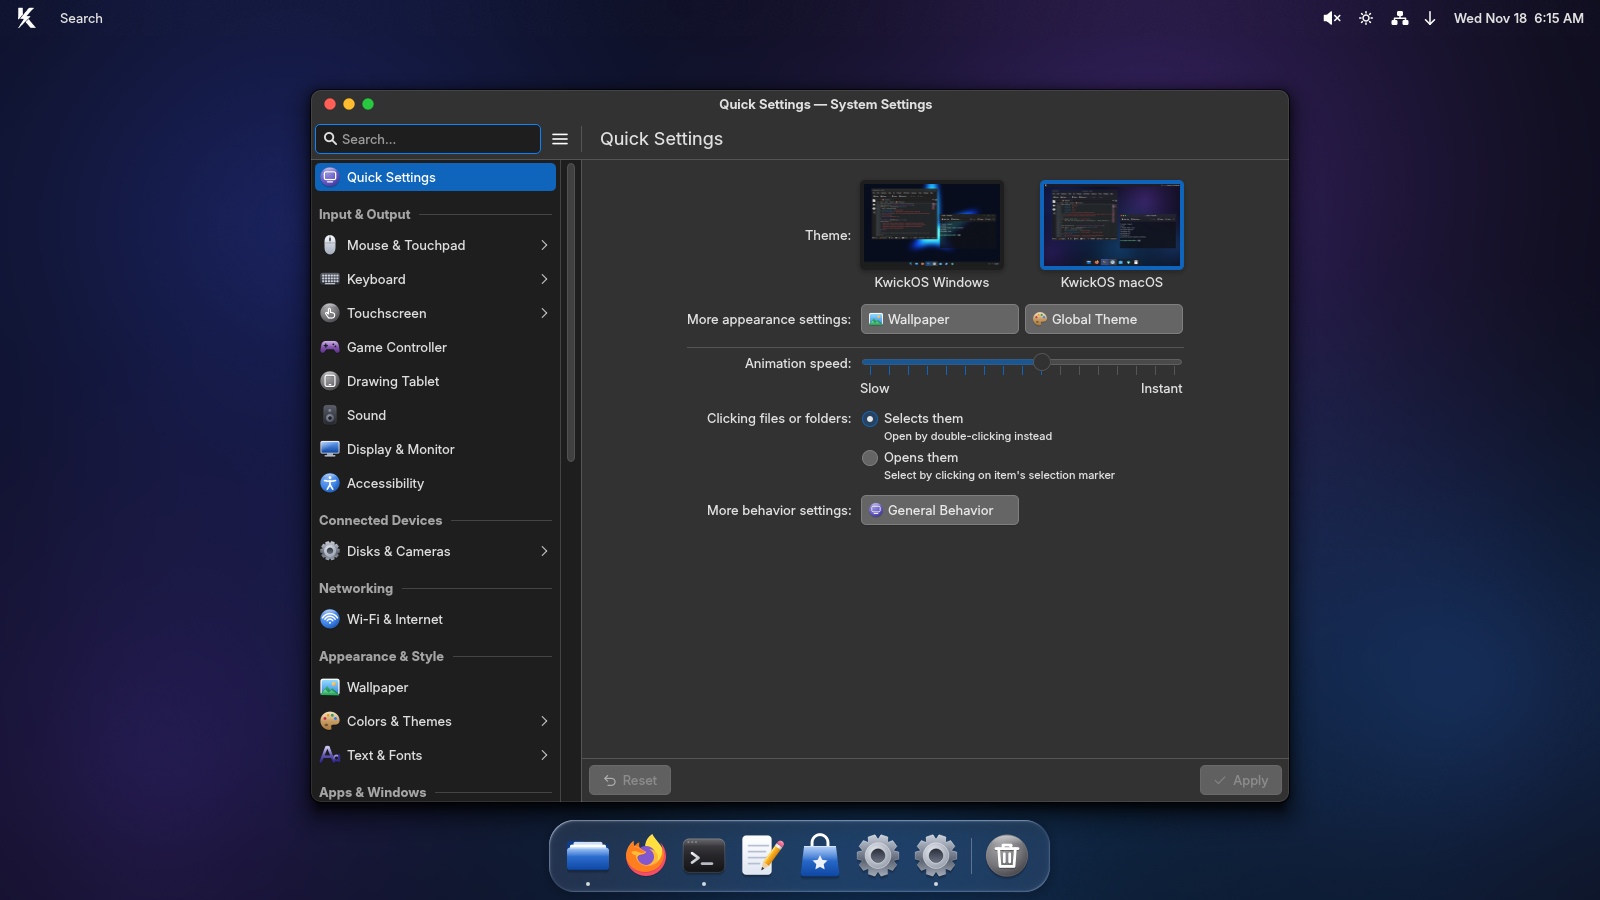 Search
Wed Nov 18 6:15 AM
Quick Settings — System Settings
Search...
Quick Settings
Quick Settings
Input & Output
Mouse & Touchpad
Keyboard
Touchscreen
Game Controller
Drawing Tablet
Sound
Display & Monitor
Accessibility
Connected Devices
Disks & Cameras
Networking
Wi-Fi & Internet
Appearance & Style
Wallpaper
Colors & Themes
Text & Fonts
Apps & Windows
Theme:
KwickOS Windows
KwickOS macOS
More appearance settings:
Wallpaper
Global Theme
Animation speed:
Slow
Instant
Clicking files or folders:
Selects them
Open by double-clicking instead
Opens them
Select by clicking on item's selection marker
More behavior settings:
General Behavior
Reset
Apply